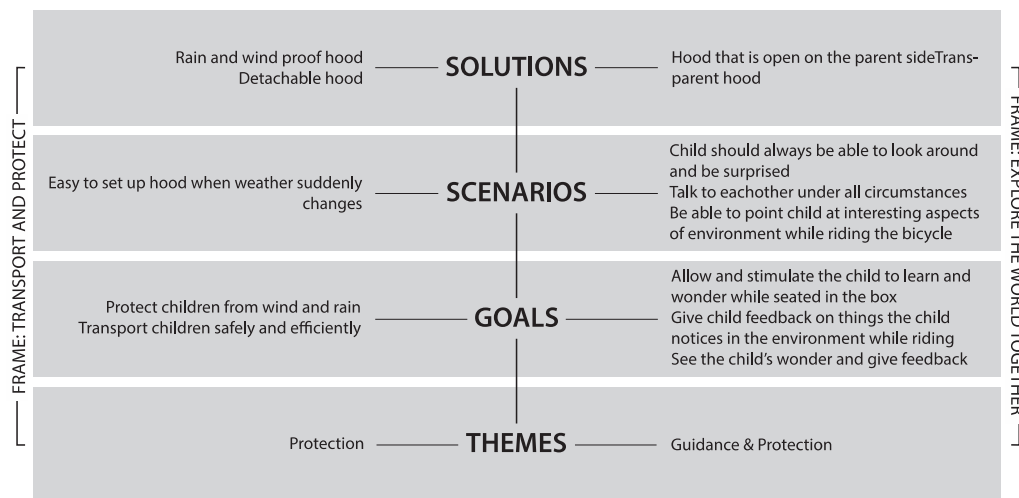 FRAME: TRANSPORT AND PROTECT
Rain and wind proof hood
Detachable hood
SOLUTIONS
Hood that is open on the parent sideTrans-
parent hood
Easy to set up hood when weather suddenly
changes
SCENARIOS
Child should always be able to look around
and be surprised
Talk to eachother under all circumstances
Be able to point child at interesting aspects
of environment while riding the bicycle
Protect children from wind and rain
Transport children safely and efficiently
GOALS
Allow and stimulate the child to learn and
wonder while seated in the box
Give child feedback on things the child
notices in the environment while riding
See the child's wonder and give feedback
Protection
THEMES
Guidance & Protection
FRAME: EXPLORE THE WORLD TOGETHER